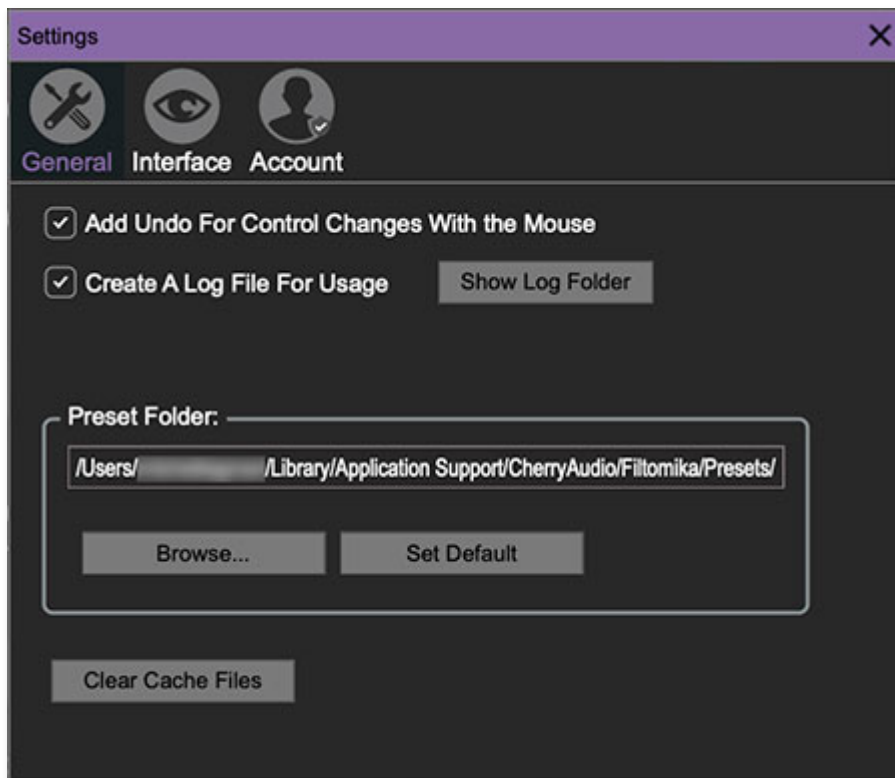 Settings
General Interface Account
Add Undo For Control Changes With the Mouse
Create A Log File For Usage Show Log Folder
Preset Folder:
/Users/ /Library/Application Support/CherryAudio/Filtomika/Presets/
Browse... Set Default
Clear Cache Files